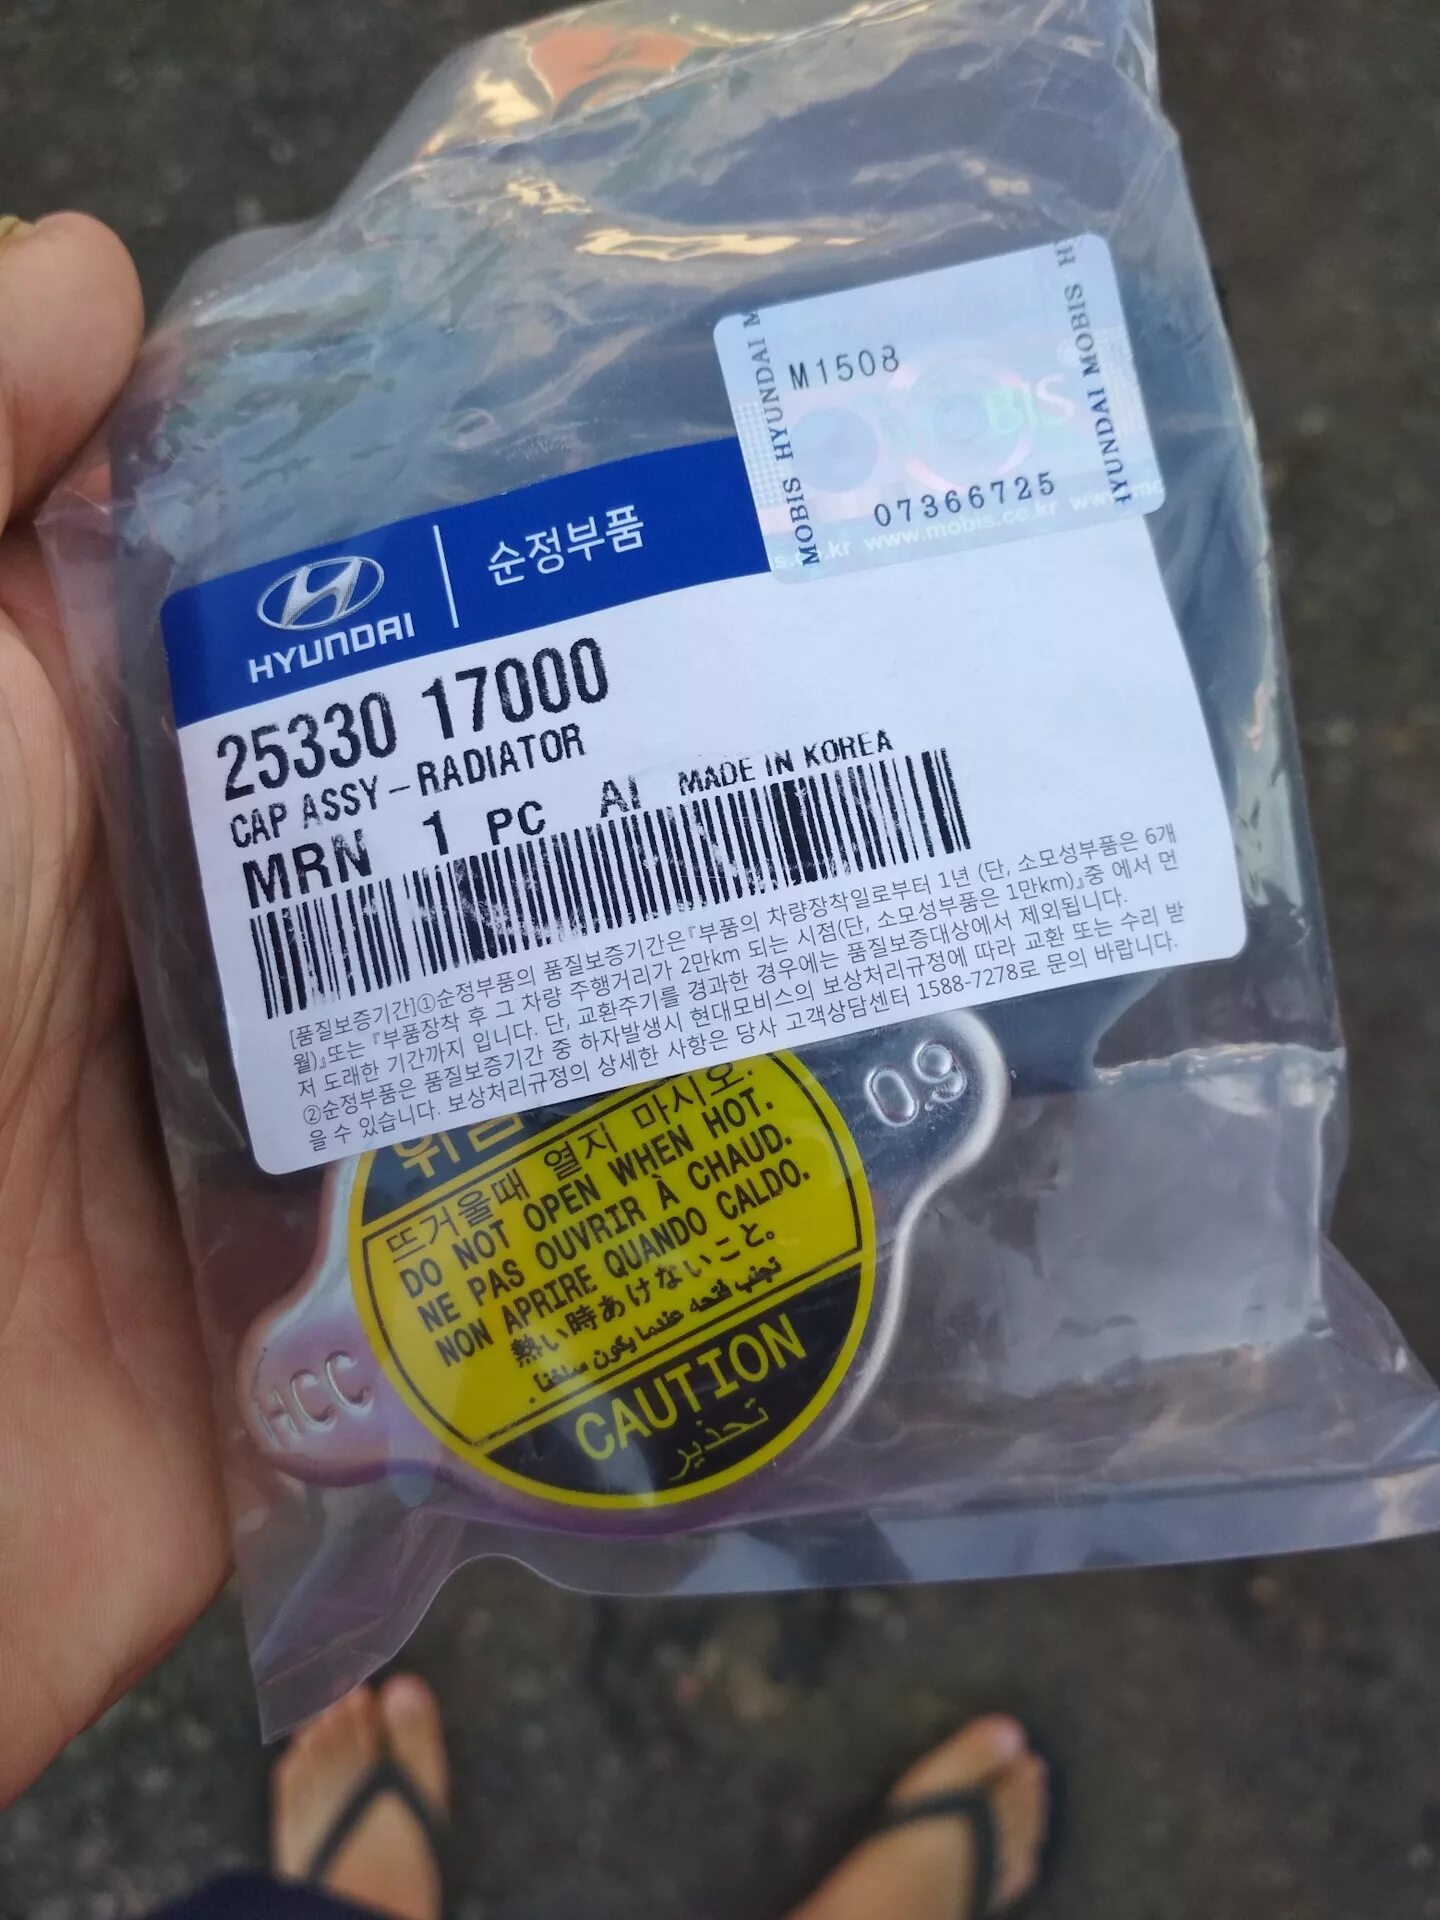 M1508
MOBIS
07366725
www.mobis.co.kr
MOBIS HYUNDAI
HYUNDAI MOBIS
HYUNDAI
순정부품
25330 17000
CAP ASSY-RADIATOR
MRN 1 PC AI MADE IN KOREA
[품질보증기간]①순정부품의 품질보증기간은『부품의 차량장착일로부터 1년 (단, 소모성부품은 6개
월)』또는『부품장착 후 그 차량 주행거리가 2만km 되는 시점(단, 소모성부품은 1만km)』중 에서 먼
저 도래한 기간까지 입니다. 단, 교환주기를 경과한 경우에는 품질보증대상에서 제외됩니다.
②순정부품은 품질보증기간 중 하자발생시 현대모비스의 보상처리규정에 따라 교환 또는 수리 받
을 수 있습니다. 보상처리규정의 상세한 사항은 당사 고객상담센터 1588-7278로 문의 바랍니다.
0.9
뜨거울때 열지 마시오.
DO NOT OPEN WHEN HOT.
NE PAS OUVRIR À CHAUD.
NON APRIRE QUANDO CALDO.
熱い時あけないこと。
تجنب فتحه عندما يكون ساخنا.
HCC
CAUTION
تحذير